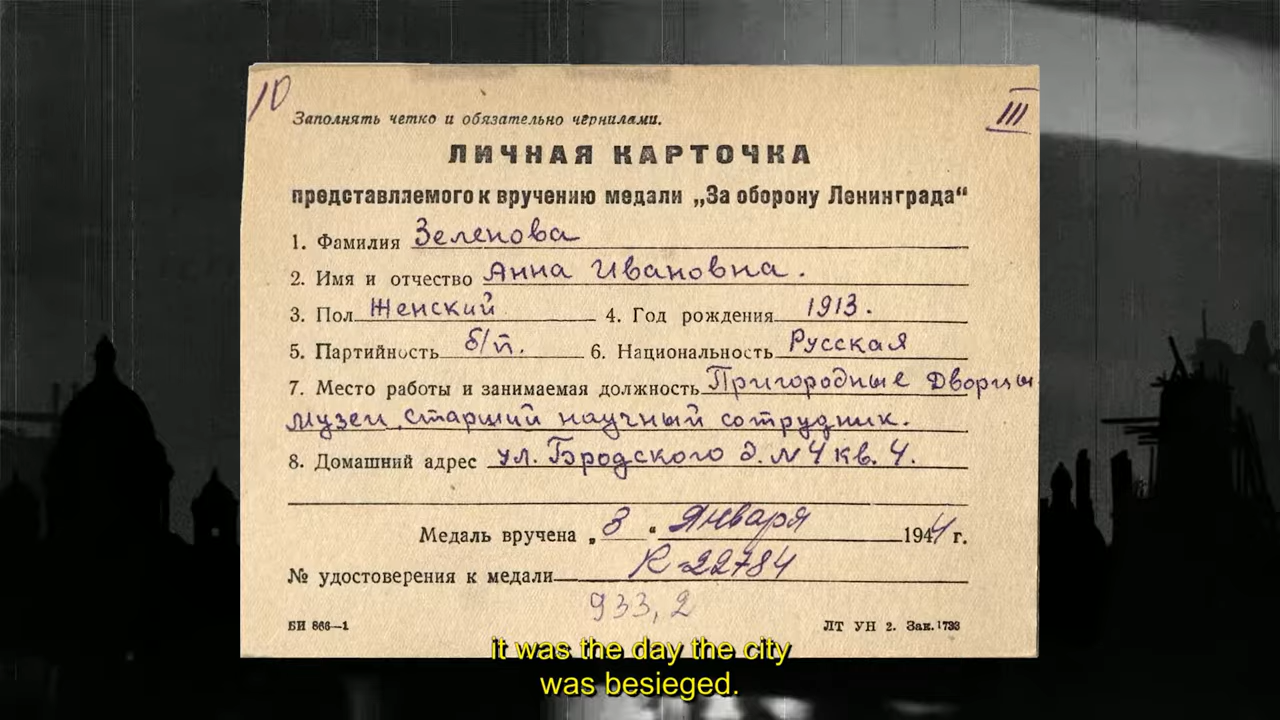 10
III
Заполнять четко и обязательно чернилами.
ЛИЧНАЯ КАРТОЧКА
представляемого к вручению медали „За оборону Ленинграда“
1. Фамилия Зеленова
2. Имя и отчество Анна Ивановна.
3. Пол Женский 4. Год рождения 1913.
5. Партийность б/п. 6. Национальность Русская
7. Место работы и занимаемая должность Пригородные Дворцы
Музеи, Старший научный сотрудник.
8. Домашний адрес ул. Бродского д. № 4 кв. 4.
Медаль вручена „3“ Января 1944 г.
№ удостоверения к медали К-22784
933,2
БИ 866—1 ЛТ УН 2. Зак. 1733
it was the day the city
was besieged.